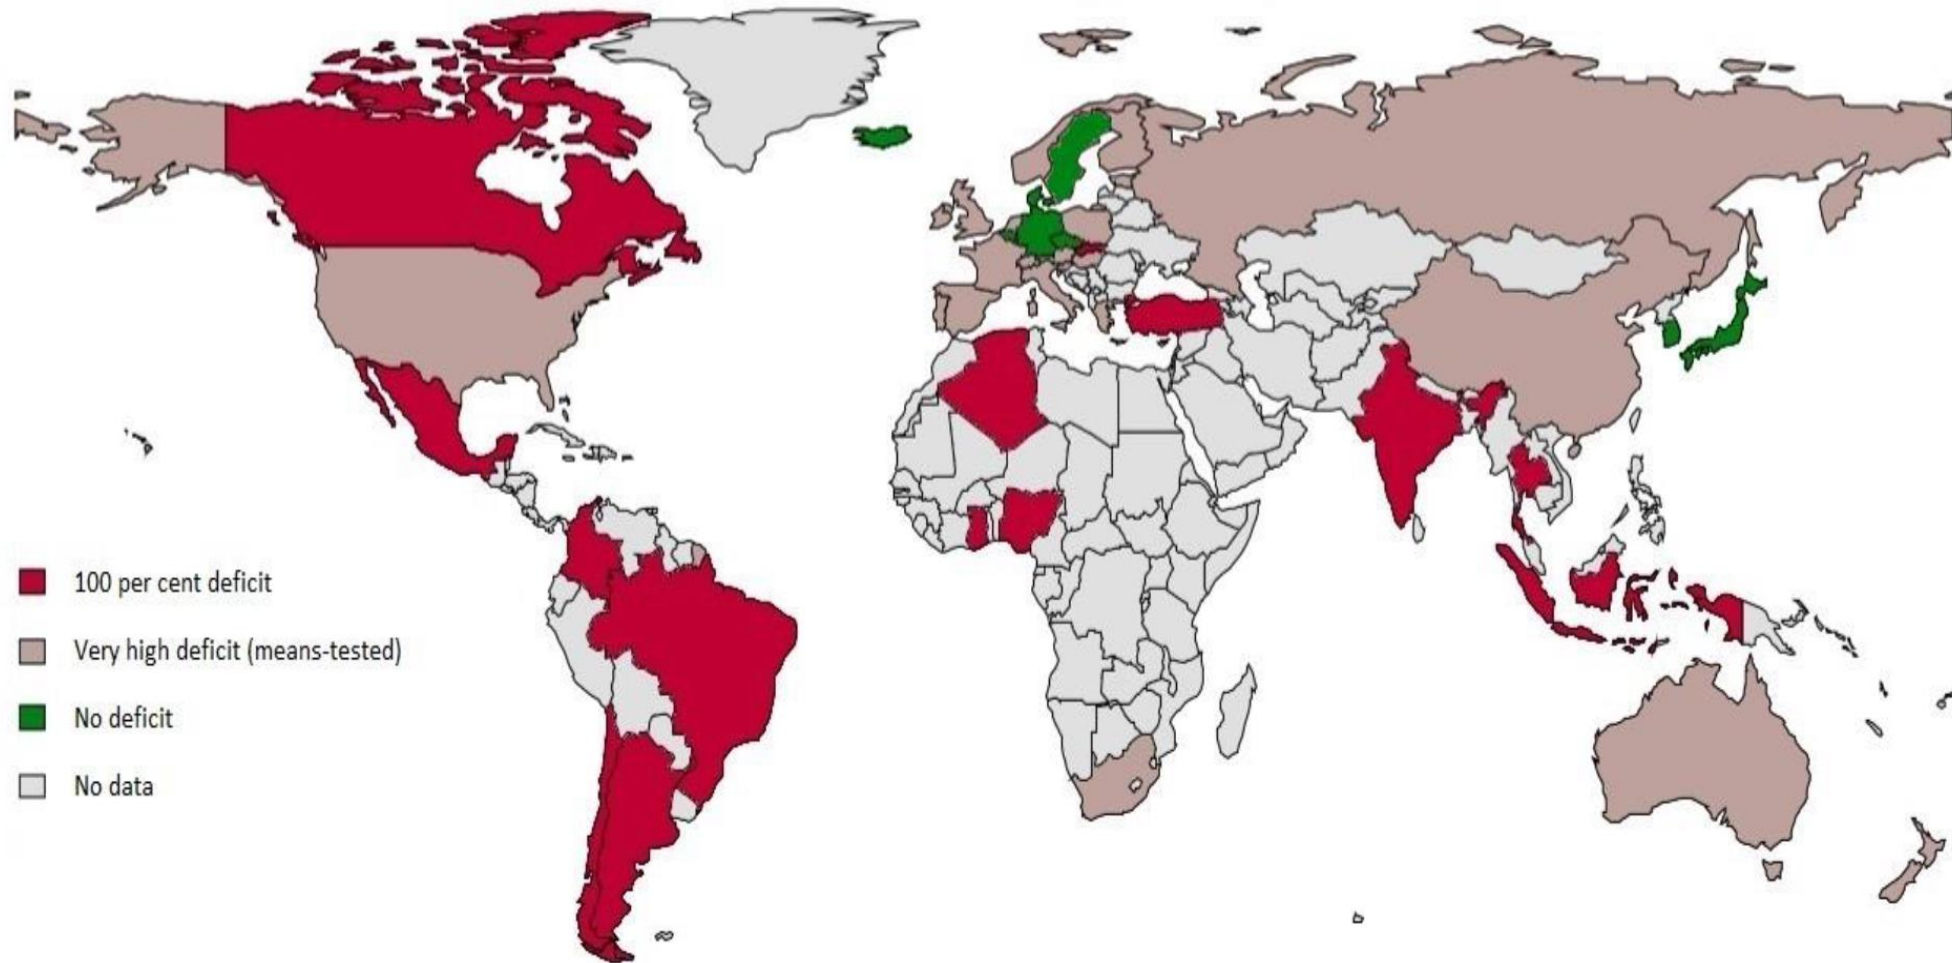 100 per cent deficit
Very high deficit (means-tested)
No deficit
No data